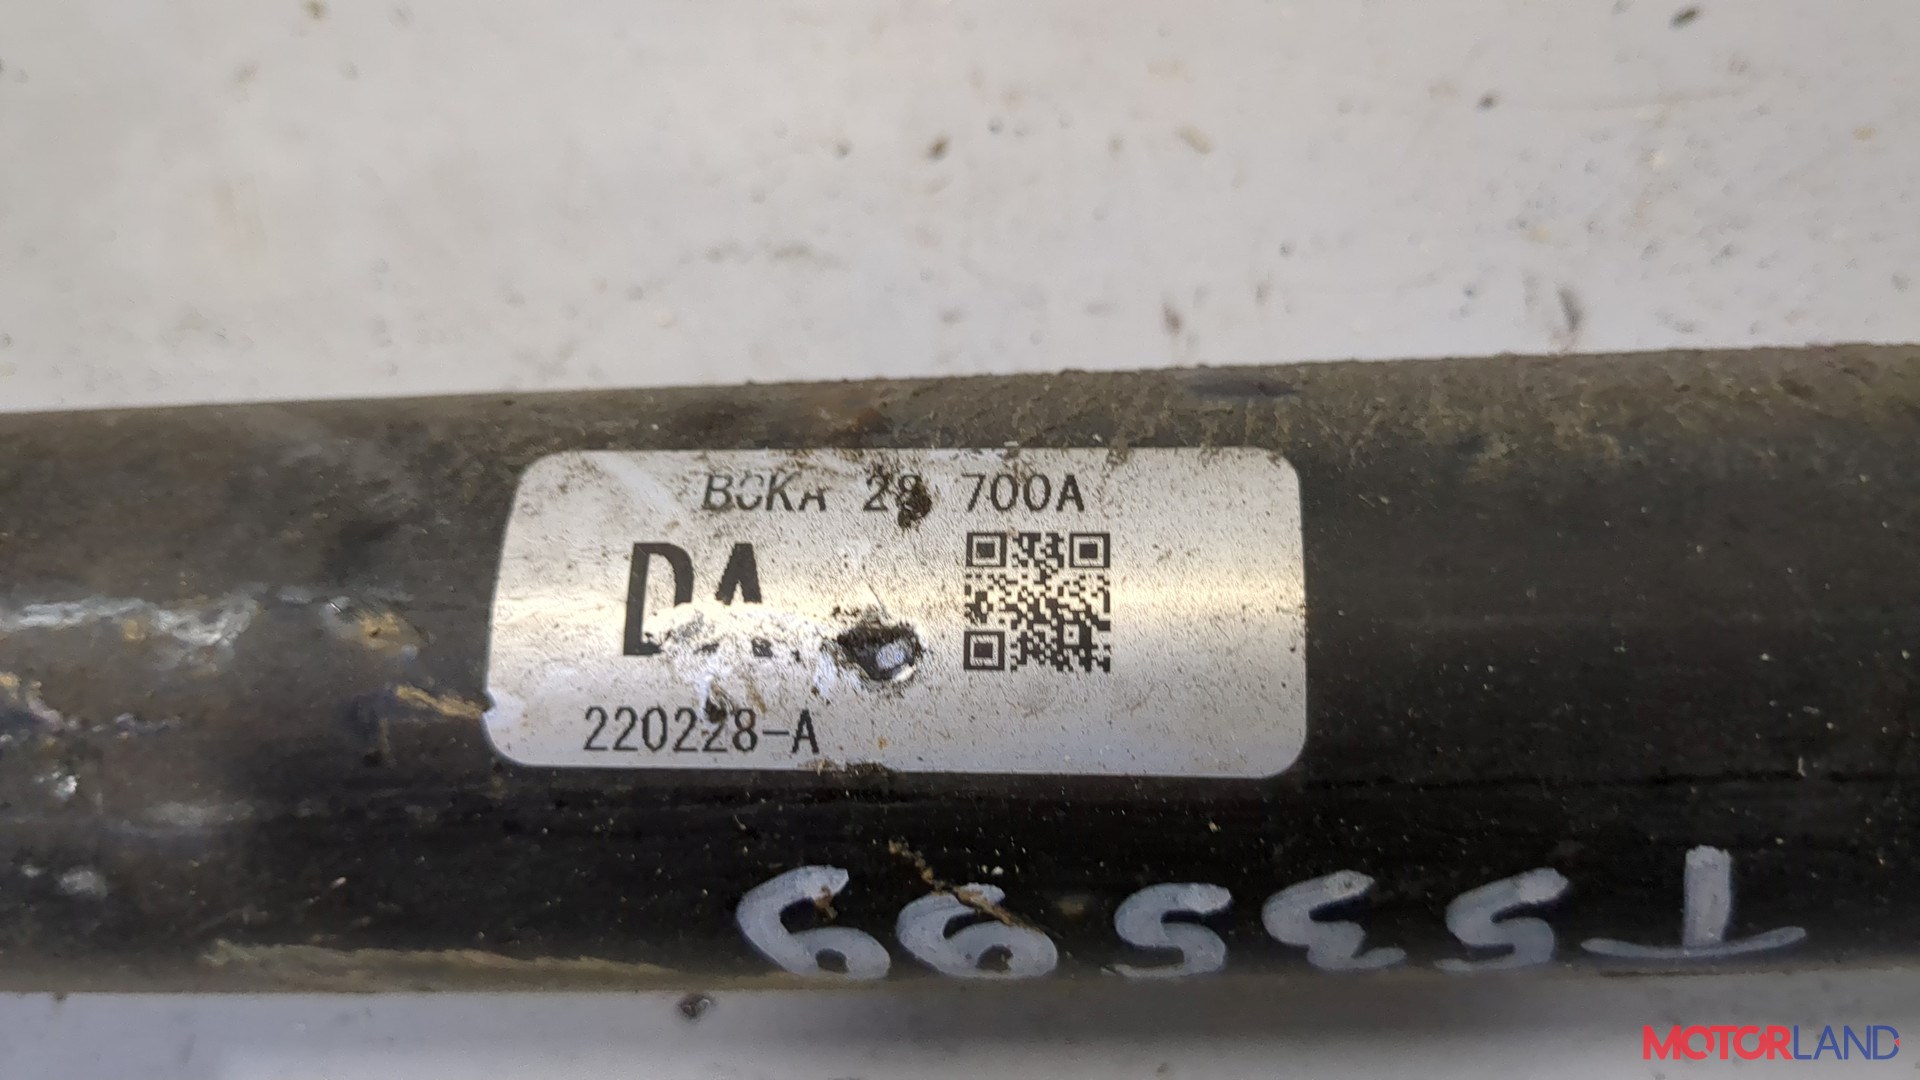 BCKA 28 700A
DA
220228-A
T53599
MOTORLAND